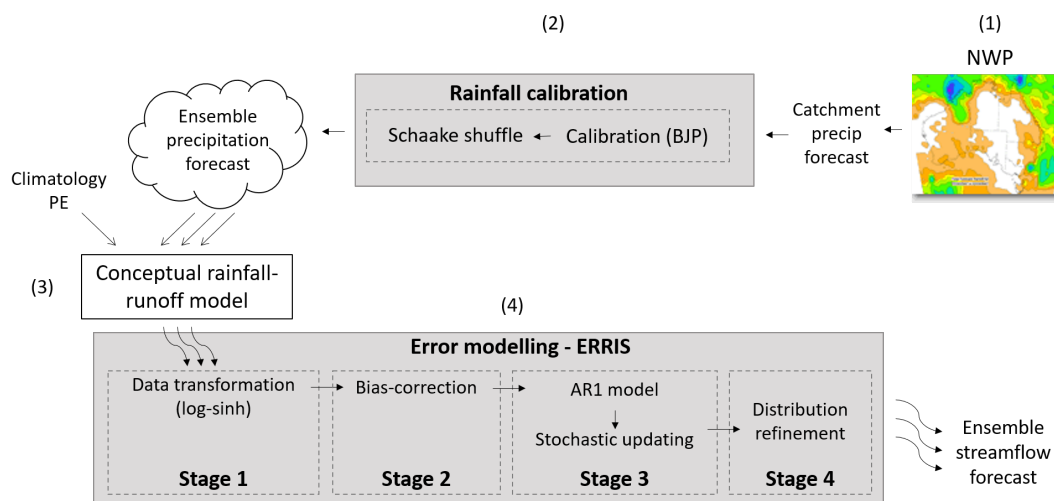 (1)
NWP
(2)
Rainfall calibration
Schaake shuffle
Calibration (BJP)
Catchment
precip
forecast
Ensemble
precipitation
forecast
Climatology
PE
(3)
Conceptual rainfall-
runoff model
(4)
Error modelling - ERRIS
Data transformation
(log-sinh)
Stage 1
Bias-correction
Stage 2
AR1 model
Stochastic updating
Stage 3
Distribution
refinement
Stage 4
Ensemble
streamflow
forecast